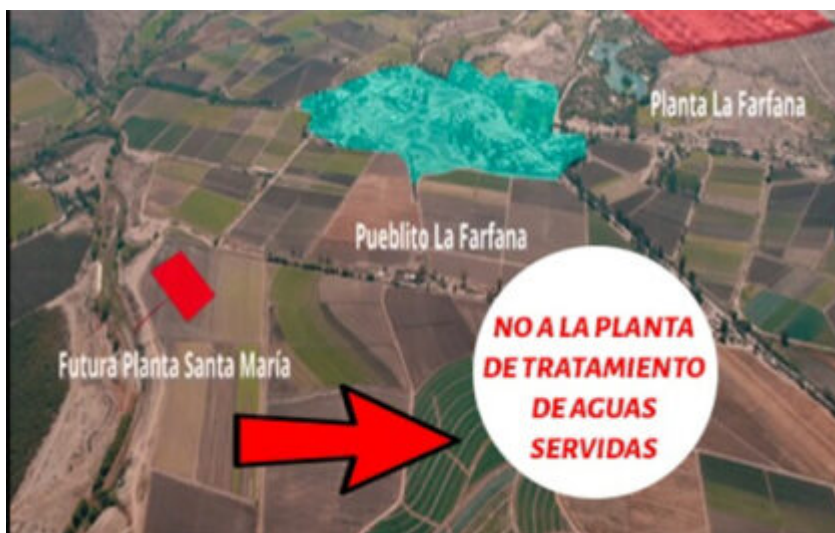 Planta La Farfana
Pueblito La Farfana
Futura Planta Santa María
NO A LA PLANTA
DE TRATAMIENTO
DE AGUAS
SERVIDAS